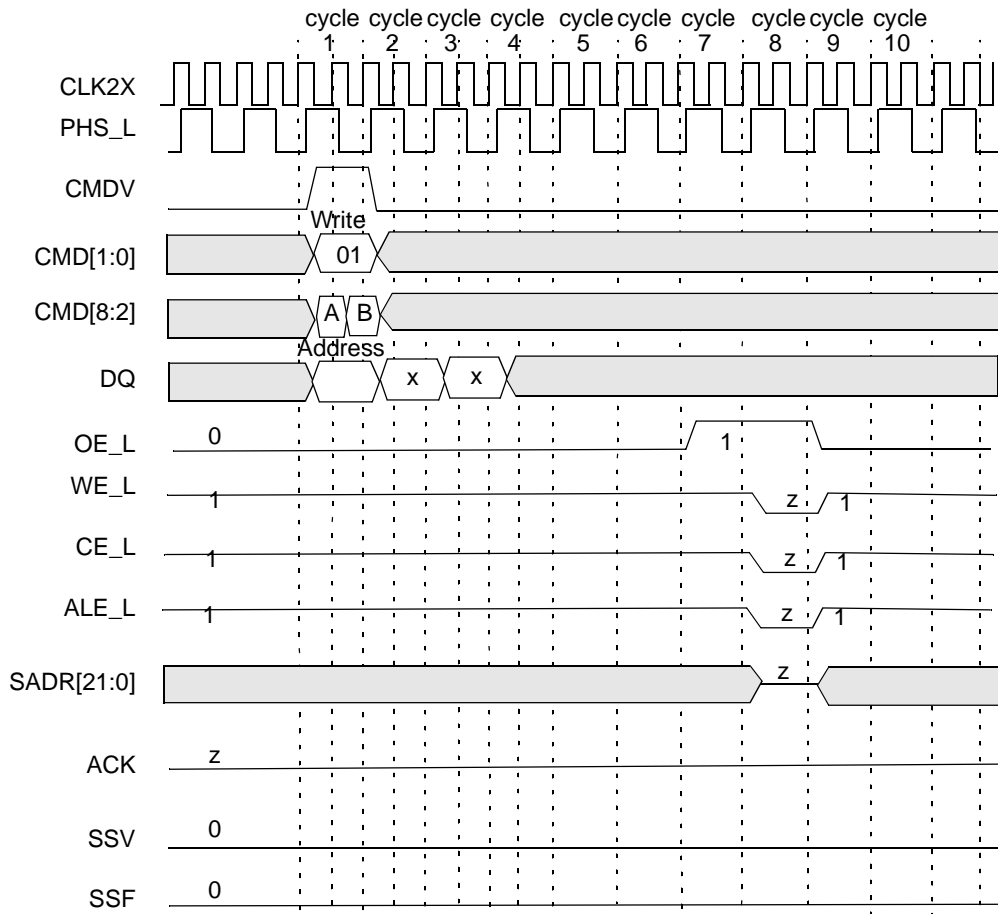 cycle cycle cycle cycle cycle cycle cycle cycle cycle cycle
1 2 3 4 5 6 7 8 9 10
CLK2X
PHS_L
CMDV
Write
CMD[1:0] 01
CMD[8:2] A B
Address
DQ x x
OE_L 0 1
WE_L 1 z 1
CE_L 1 z 1
ALE_L 1 z 1
SADR[21:0] z
ACK z
SSV 0
SSF 0